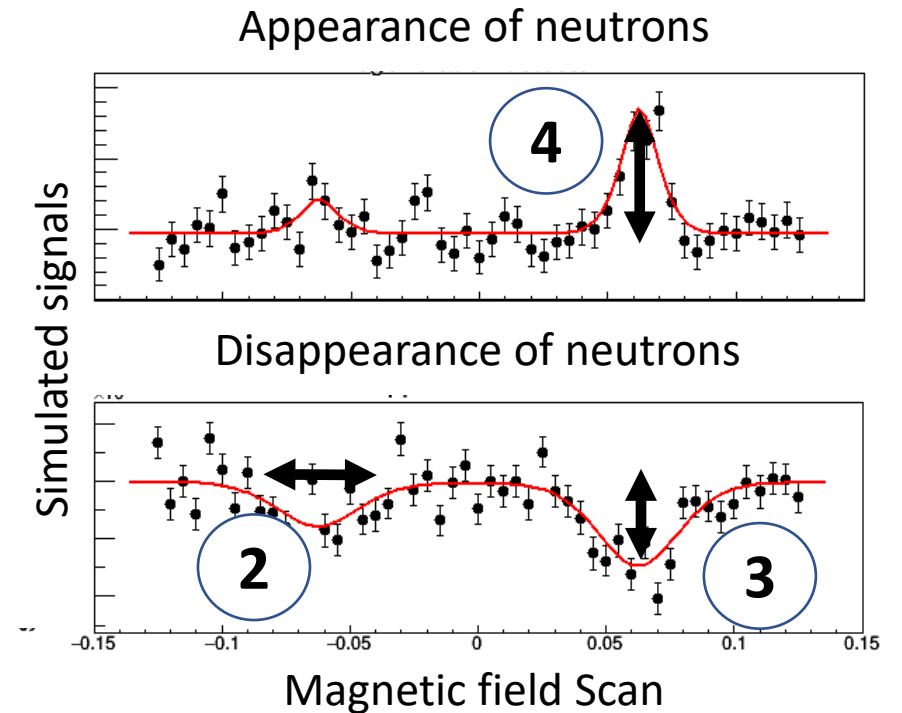 Appearance of neutrons
4
Simulated signals
Disappearance of neutrons
2
3
−0.15 −0.1 −0.05 0 0.05 0.1 0.15
Magnetic field Scan